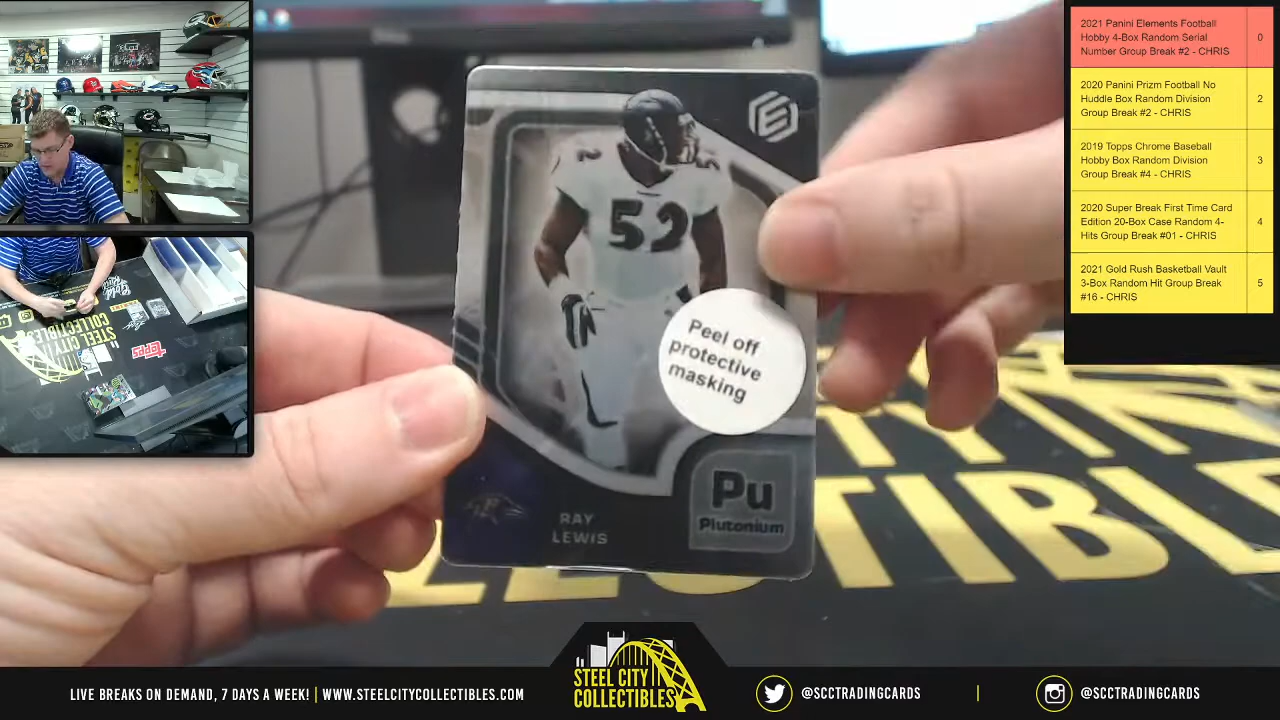 2021 Panini Elements Football
Hobby 4-Box Random Serial
Number Group Break #2 - CHRIS
0
2020 Panini Prizm Football No
Huddle Box Random Division
Group Break #2 - CHRIS
2
2019 Topps Chrome Baseball
Hobby Box Random Division
Group Break #4 - CHRIS
3
2020 Super Break First Time Card
Edition 20-Box Case Random 4-
Hits Group Break #01 - CHRIS
4
2021 Gold Rush Basketball Vault
3-Box Random Hit Group Break
#16 - CHRIS
5
52
Peel off
protective
masking
Pu
Plutonium
RAY
LEWIS
STEEL CITY
COLLECTIBLES
topps
LIVE BREAKS ON DEMAND, 7 DAYS A WEEK! | WWW.STEELCITYCOLLECTIBLES.COM
STEEL CITY
COLLECTIBLES
@SCCTRADINGCARDS
@SCCTRADINGCARDS